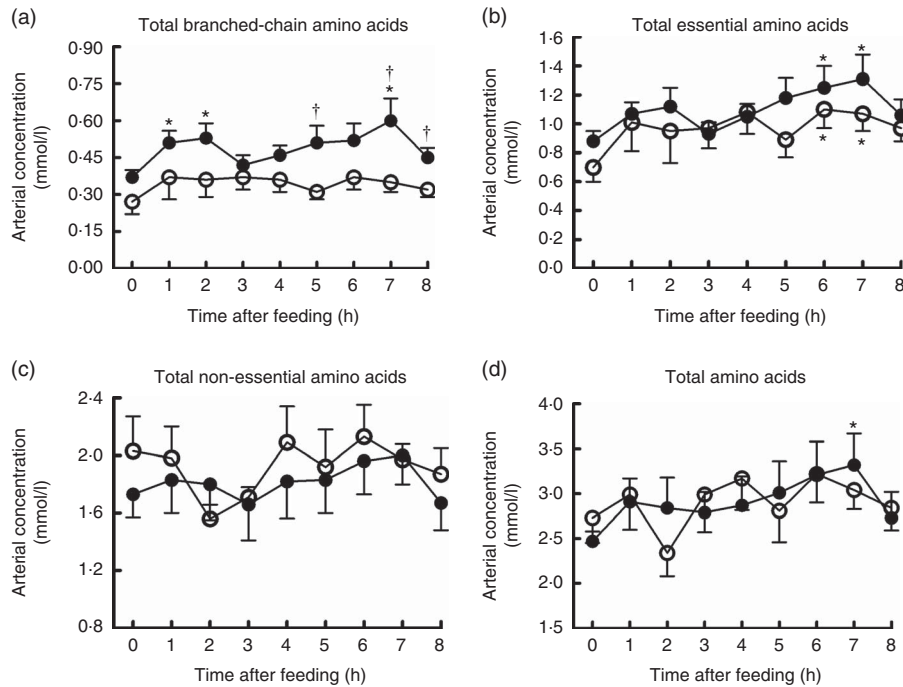 (a)
Total branched-chain amino acids
0·90
0·75
0·60
0·45
0·30
0·15
0·00
Arterial concentration
(mmol/l)
* * † † * †
0 1 2 3 4 5 6 7 8
Time after feeding (h)
(b)
Total essential amino acids
1·6
1·4
1·2
1·0
0·8
0·6
0·4
0·2
0·0
Arterial concentration
(mmol/l)
* *
* *
0 1 2 3 4 5 6 7 8
Time after feeding (h)
(c)
Total non-essential amino acids
2·4
2·0
1·6
1·2
0·8
Arterial concentration
(mmol/l)
0 1 2 3 4 5 6 7 8
Time after feeding (h)
(d)
Total amino acids
4·0
3·5
3·0
2·5
2·0
1·5
Arterial concentration
(mmol/l)
*
0 1 2 3 4 5 6 7 8
Time after feeding (h)